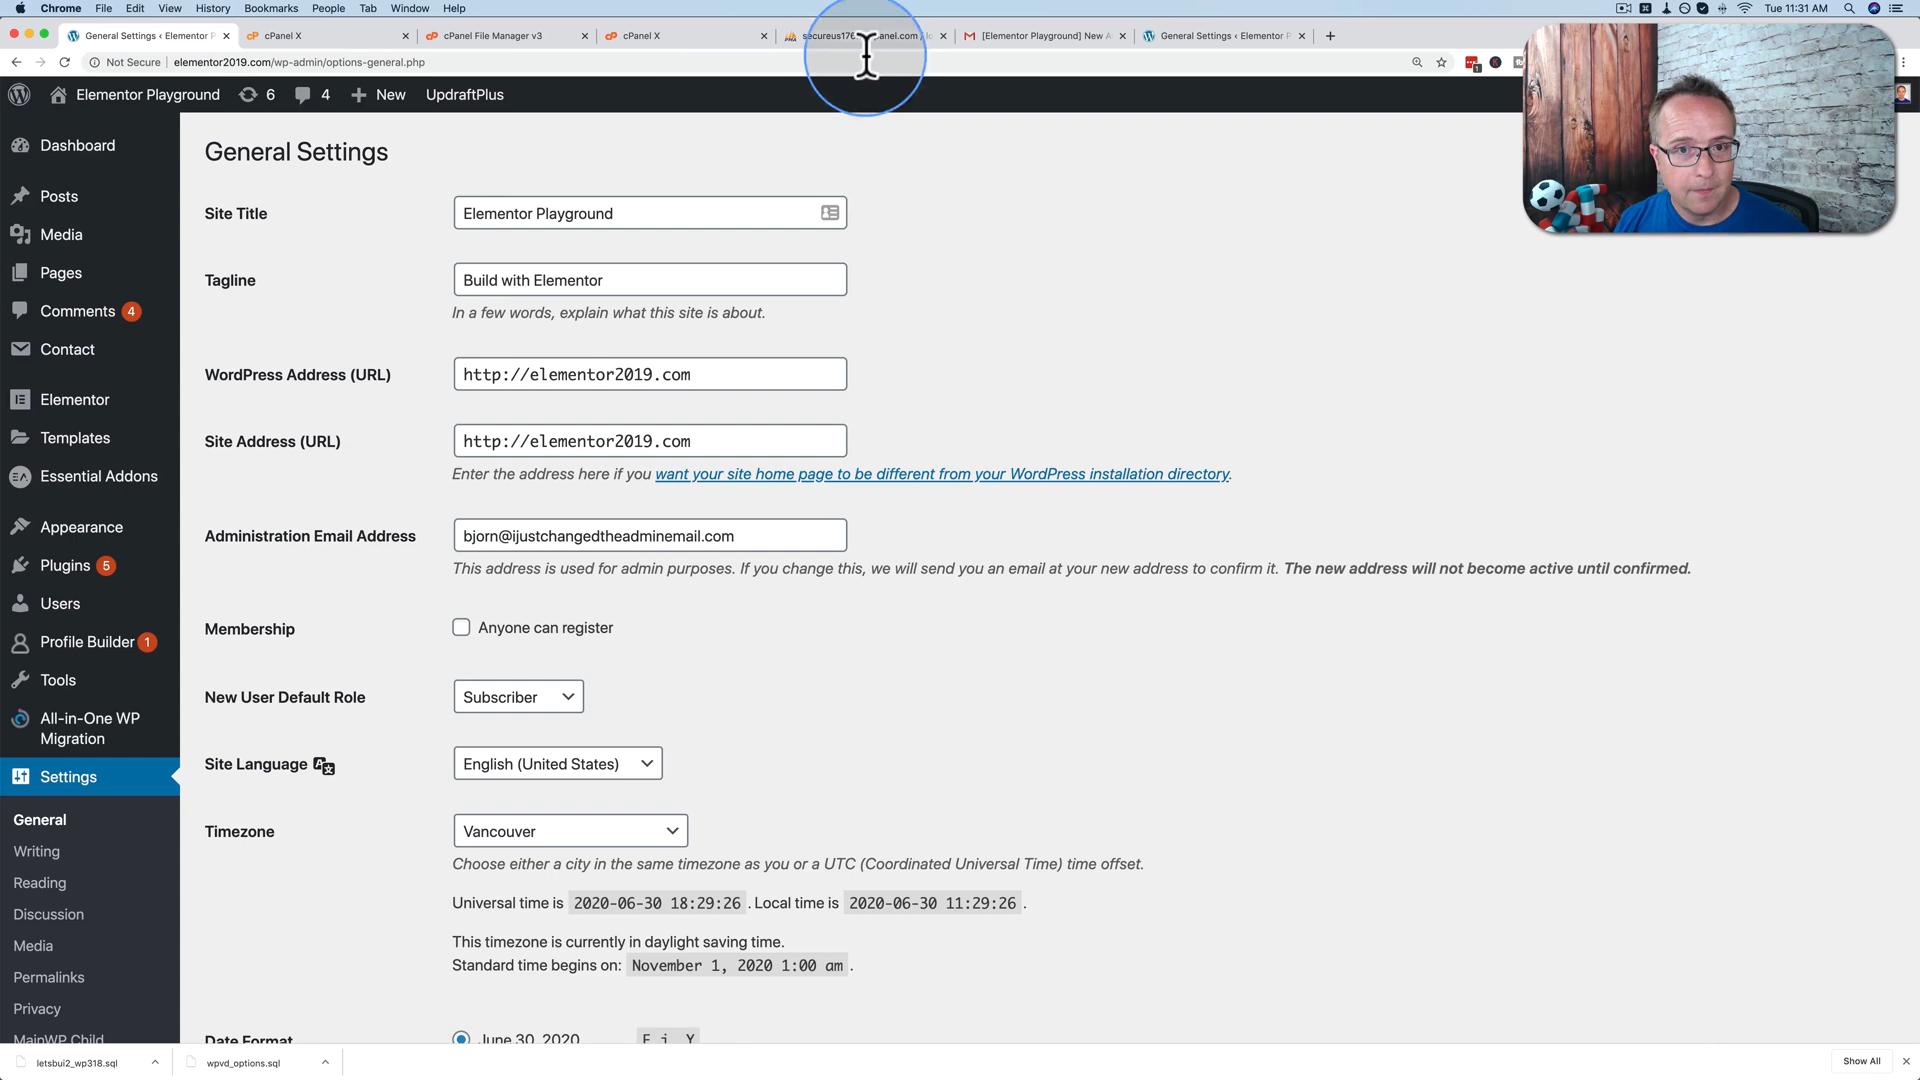 Chrome File Edit View History Bookmarks People Tab Window Help Tue 11:31 AM
General Settings ‹ Elementor P cPanel X cPanel File Manager v3 cPanel X [Elementor Playground] New A General Settings ‹ Elementor P
Not Secure elementor2019.com/wp-admin/options-general.php
Elementor Playground 6 4 New UpdraftPlus
Dashboard
Posts
Media
Pages
Comments 4
Contact
Elementor
Templates
Essential Addons
Appearance
Plugins 5
Users
Profile Builder 1
Tools
All-in-One WP
Migration
Settings
General
Writing
Reading
Discussion
Media
Permalinks
Privacy
MainWP Child
General Settings
Site Title Elementor Playground
Tagline Build with Elementor
In a few words, explain what this site is about.
WordPress Address (URL) http://elementor2019.com
Site Address (URL) http://elementor2019.com
Enter the address here if you want your site home page to be different from your WordPress installation directory.
Administration Email Address bjorn@ijustchangedtheadminemail.com
This address is used for admin purposes. If you change this, we will send you an email at your new address to confirm it. The new address will not become active until confirmed.
Membership Anyone can register
New User Default Role Subscriber
Site Language English (United States)
Timezone Vancouver
Choose either a city in the same timezone as you or a UTC (Coordinated Universal Time) time offset.
Universal time is 2020-06-30 18:29:26 . Local time is 2020-06-30 11:29:26 .
This timezone is currently in daylight saving time.
Standard time begins on: November 1, 2020 1:00 am .
Date Format June 30, 2020 F j, Y
letsbui2_wp318.sql wpvd_options.sql Show All